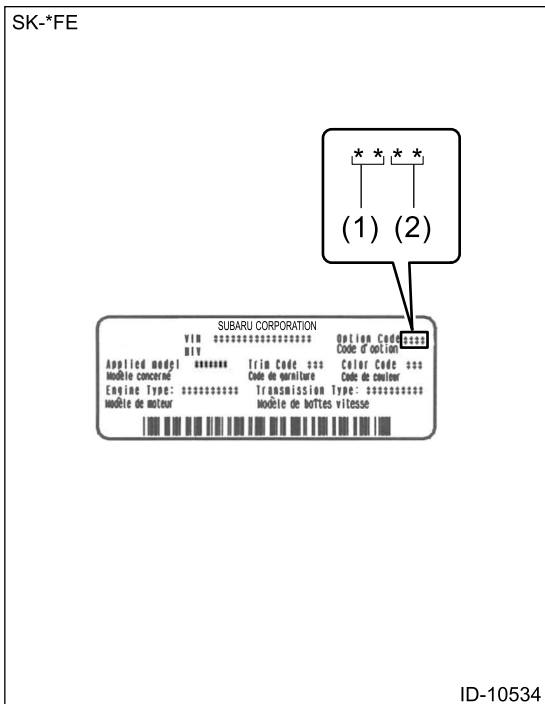 SK-*FE
* * * *
(1) (2)
SUBARU CORPORATION
VIN ***************** Option Code ****
NIV Code d'option
Applied model ******* Trim Code *** Color Code ***
Modèle concerné Code de garniture Code de couleur
Engine Type: ********** Transmission Type: **********
Modèle de moteur Modèle de boîtes vitesse
ID-10534